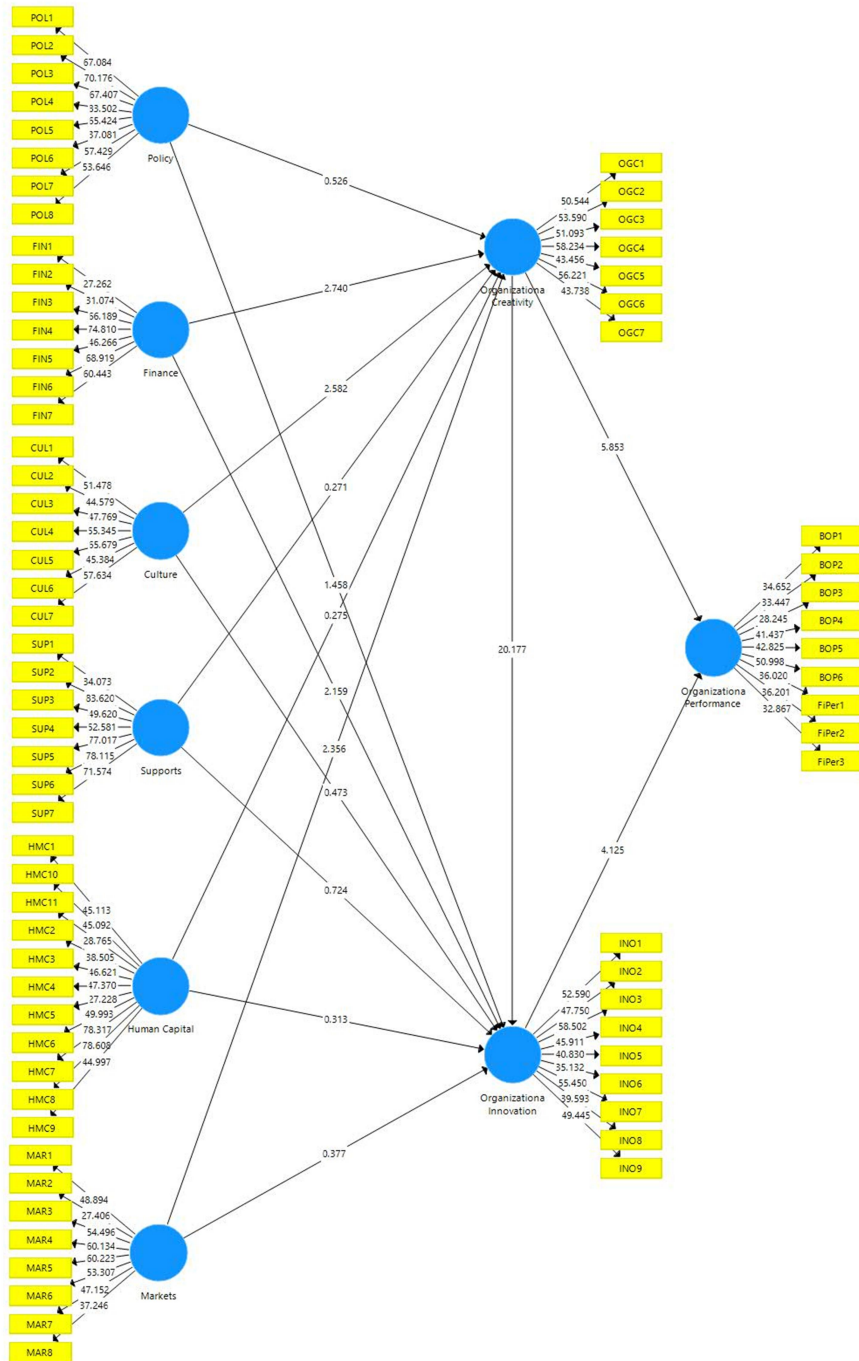 POL1
POL2
POL3
POL4
POL5
POL6
POL7
POL8
67.084
70.176
67.407
33.502
55.424
37.081
57.429
53.646
Policy
FIN1
FIN2
FIN3
FIN4
FIN5
FIN6
FIN7
27.262
31.074
56.189
74.810
46.266
68.919
60.443
Finance
CUL1
CUL2
CUL3
CUL4
CUL5
CUL6
CUL7
51.478
44.579
47.769
55.345
55.679
45.384
57.634
Culture
SUP1
SUP2
SUP3
SUP4
SUP5
SUP6
SUP7
34.073
83.620
49.620
52.581
77.017
78.115
71.574
Supports
HMC1
HMC10
HMC11
HMC2
HMC3
HMC4
HMC5
HMC6
HMC7
HMC8
HMC9
45.113
45.092
28.765
38.505
46.621
47.370
27.228
49.993
78.317
78.608
44.997
Human Capital
MAR1
MAR2
MAR3
MAR4
MAR5
MAR6
MAR7
MAR8
48.894
27.406
54.496
60.134
60.223
53.307
47.152
37.246
Markets
0.526
2.740
2.582
0.271
1.458
0.275
2.159
2.356
0.473
0.724
0.313
0.377
Organizationa
Creativity
50.544
53.590
51.093
58.234
43.456
56.221
43.738
OGC1
OGC2
OGC3
OGC4
OGC5
OGC6
OGC7
5.853
20.177
4.125
Organizationa
Performance
34.652
33.447
28.245
41.437
42.825
50.998
36.020
36.201
32.867
BOP1
BOP2
BOP3
BOP4
BOP5
BOP6
FiPer1
FiPer2
FiPer3
Organizationa
Innovation
52.590
47.750
58.502
45.911
40.830
35.132
55.450
39.593
49.445
INO1
INO2
INO3
INO4
INO5
INO6
INO7
INO8
INO9